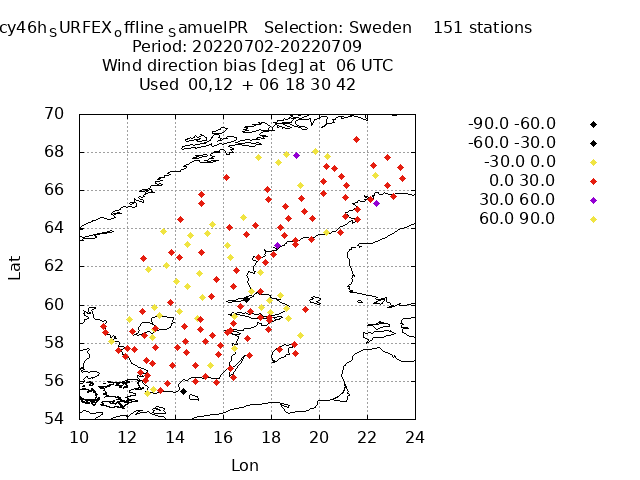 cy46hSURFEXoffline samuelPR Selection: Sweden 151 stations
Period: 20220702-20220709
Wind direction bias [deg] at 06 UTC
Used 00,12 + 06 18 30 42
-90.0 -60.0
-60.0 -30.0
-30.0 0.0
0.0 30.0
30.0 60.0
60.0 90.0
70
68
66
64
62
60
58
56
54
Lat
10 12 14 16 18 20 22 24
Lon